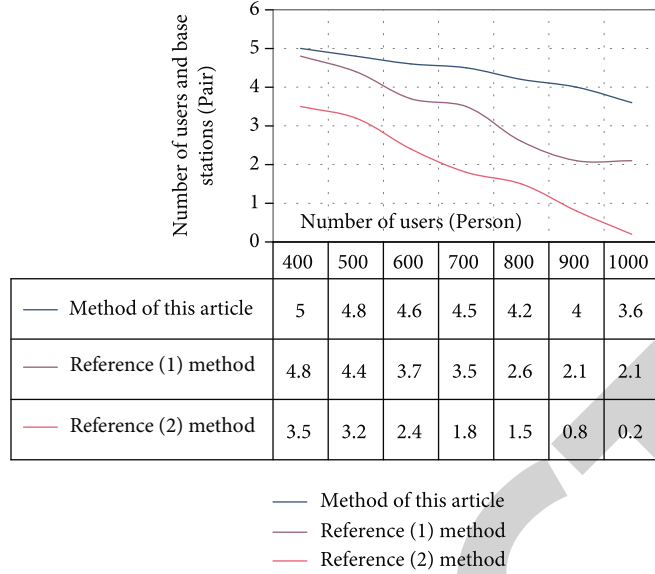 6
5
4
3
2
1
0
Number of users and base
stations (Pair)
Number of users (Person)
400 500 600 700 800 900 1000
Method of this article 5 4.8 4.6 4.5 4.2 4 3.6
Reference (1) method 4.8 4.4 3.7 3.5 2.6 2.1 2.1
Reference (2) method 3.5 3.2 2.4 1.8 1.5 0.8 0.2
Method of this article
Reference (1) method
Reference (2) method